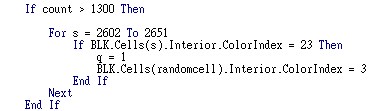 If count > 1300 Then
For s = 2602 To 2651
If BLK.Cells(s).Interior.ColorIndex = 23 Then
q = 1
BLK.Cells(randomcell).Interior.ColorIndex = 3
End If
Next
End If